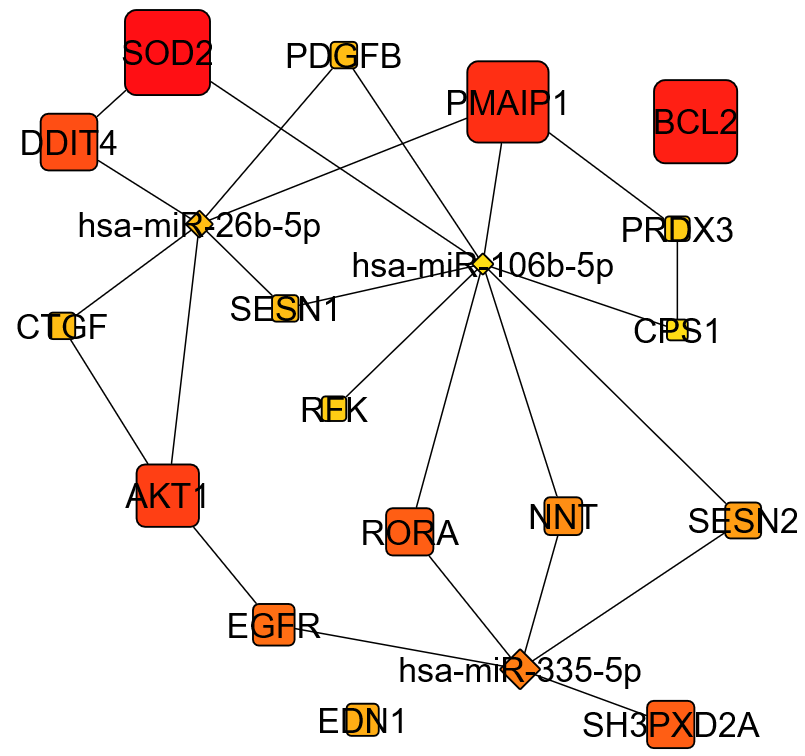 SOD2
PDGFB
PMAIP1
BCL2
DDIT4
hsa-miR-26b-5p
PRDX3
hsa-miR-106b-5p
SESN1
CTGF
CPS1
RFK
AKT1
RORA
NNT
SESN2
EGFR
hsa-miR-335-5p
EDN1
SH3PXD2A